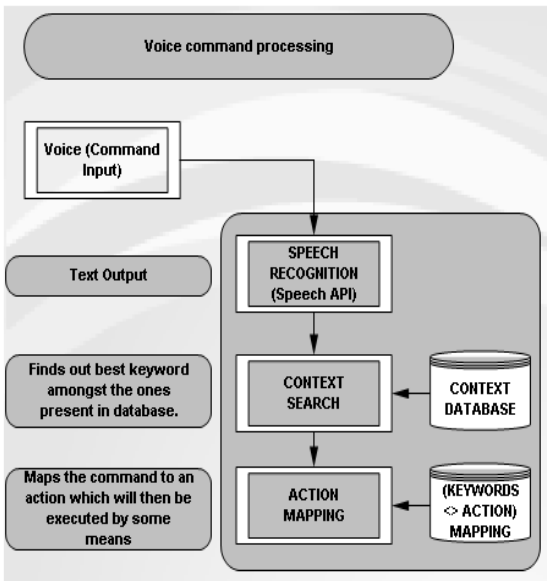 Voice command processing
Voice (Command
Input)
SPEECH
RECOGNITION
(Speech API)
Text Output
Finds out best keyword
amongst the ones
present in database.
CONTEXT
SEARCH
CONTEXT
DATABASE
Maps the command to an
action which will then be
executed by some
means
ACTION
MAPPING
(KEYWORDS
<> ACTION)
MAPPING